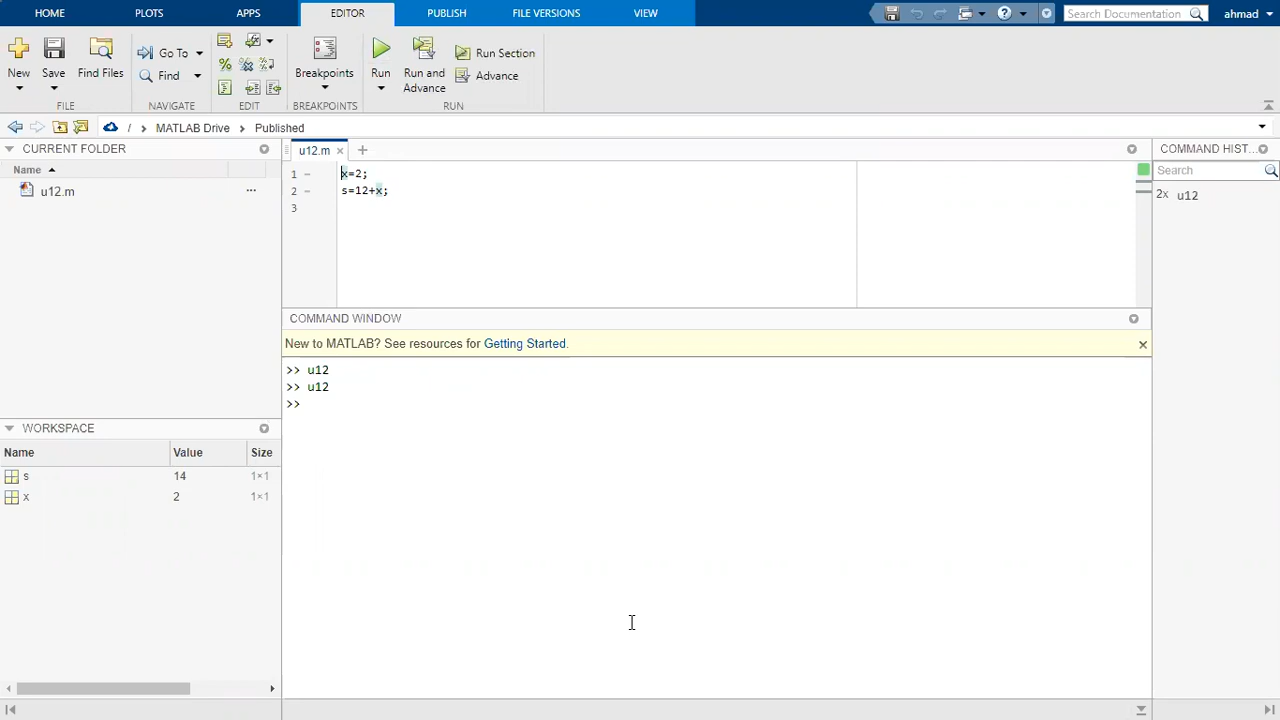 HOME PLOTS APPS EDITOR PUBLISH FILE VERSIONS VIEW Search Documentation ahmad
New Save Find Files Go To Find Breakpoints Run Run and Advance Run Section Advance
FILE NAVIGATE EDIT BREAKPOINTS RUN
/ MATLAB Drive Published
CURRENT FOLDER
Name
u12.m
u12.m
1 x=2;
2 s=12+x;
3
COMMAND HIST...
Search
2x u12
COMMAND WINDOW
New to MATLAB? See resources for Getting Started.
>> u12
>> u12
>>
WORKSPACE
Name Value Size
s 14 1×1
x 2 1×1